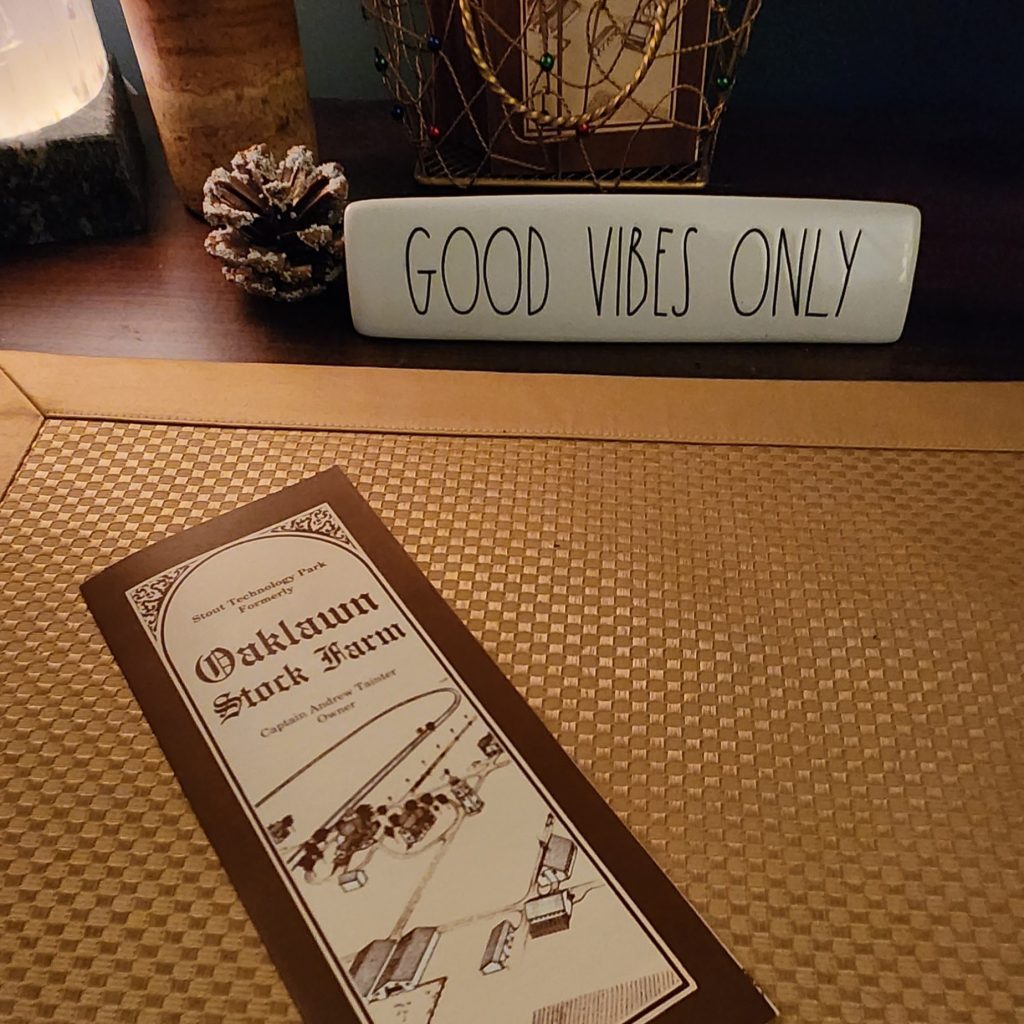 GOOD VIBES ONLY
Stout Technology Park
Formerly
Oaklawn
Stock Farm
Captain Andrew Tainter
Owner